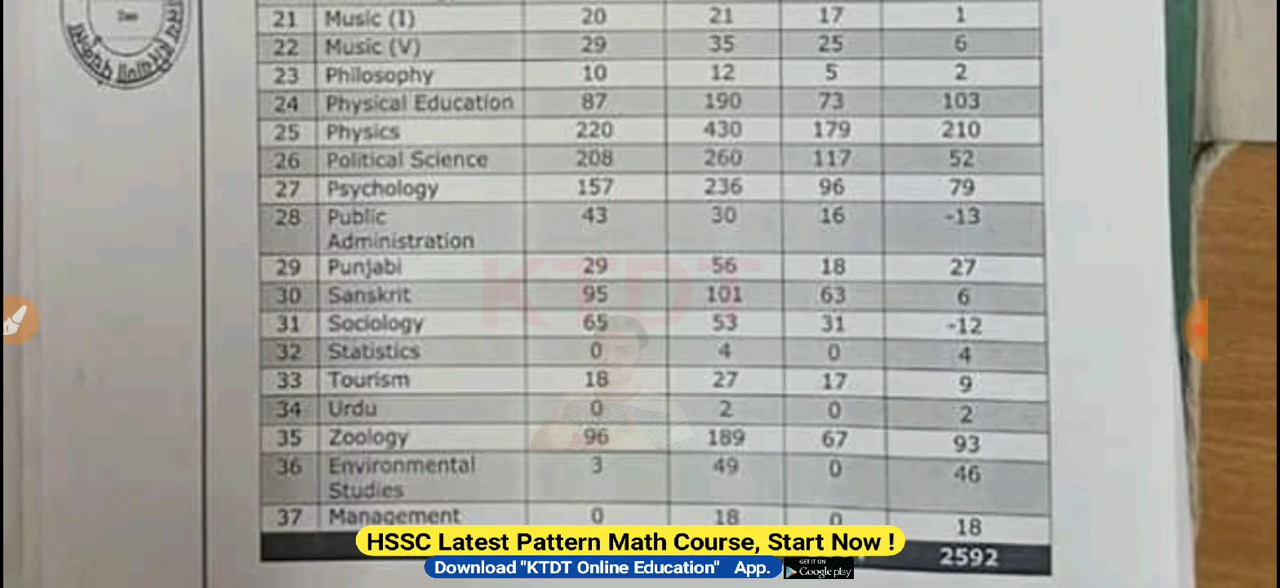 21 Music (I) 20 21 17 1
22 Music (V) 29 35 25 6
23 Philosophy 10 12 5 2
24 Physical Education 87 190 73 103
25 Physics 220 430 179 210
26 Political Science 208 260 117 52
27 Psychology 157 236 96 79
28 Public 43 30 16 -13
Administration
29 Punjabi 29 56 18 27
30 Sanskrit 95 101 63 6
31 Sociology 65 53 31 -12
32 Statistics 0 4 0 4
33 Tourism 18 27 17 9
34 Urdu 0 2 0 2
35 Zoology 96 189 67 93
36 Environmental 3 49 0 46
Studies
37 Management 0 18 0 18
2592
KTDT
HSSC Latest Pattern Math Course, Start Now !
Download "KTDT Online Education" App.
GET IT ON
Google play